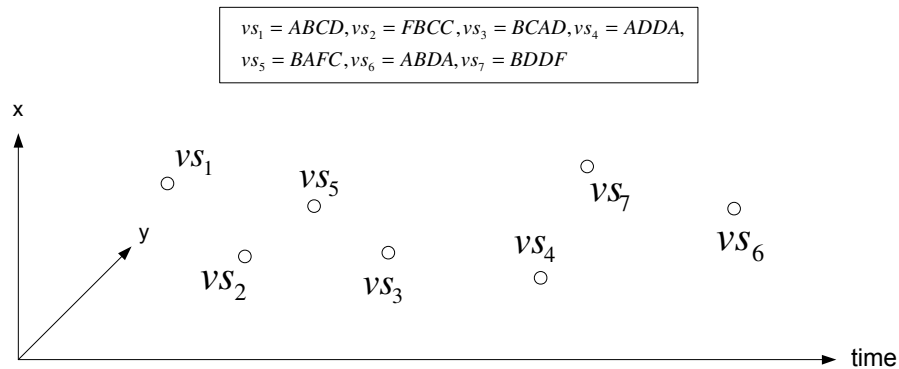 vs₁ = ABCD, vs₂ = FBCC, vs₃ = BCAD, vs₄ = ADDA,
vs₅ = BAFC, vs₆ = ABDA, vs₇ = BDDF
x
vs₁
vs₅
vs₇
y
vs₂
vs₃
vs₄
vs₆
time